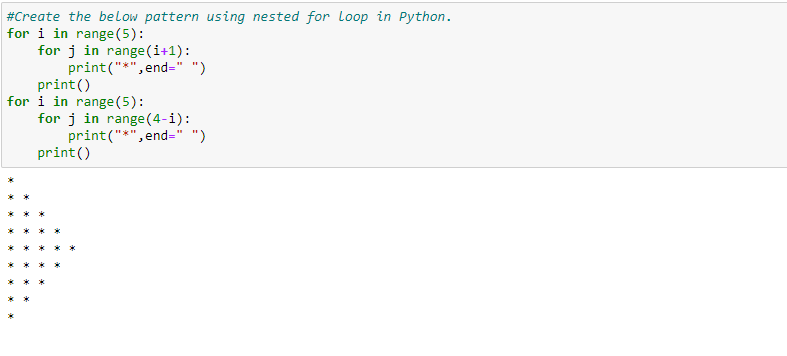 #Create the below pattern using nested for loop in Python.
for i in range(5):
    for j in range(i+1):
        print("*",end=" ")
    print()
for i in range(5):
    for j in range(4-i):
        print("*",end=" ")
    print()
*
* *
* * *
* * * *
* * * * *
* * * *
* * *
* *
*